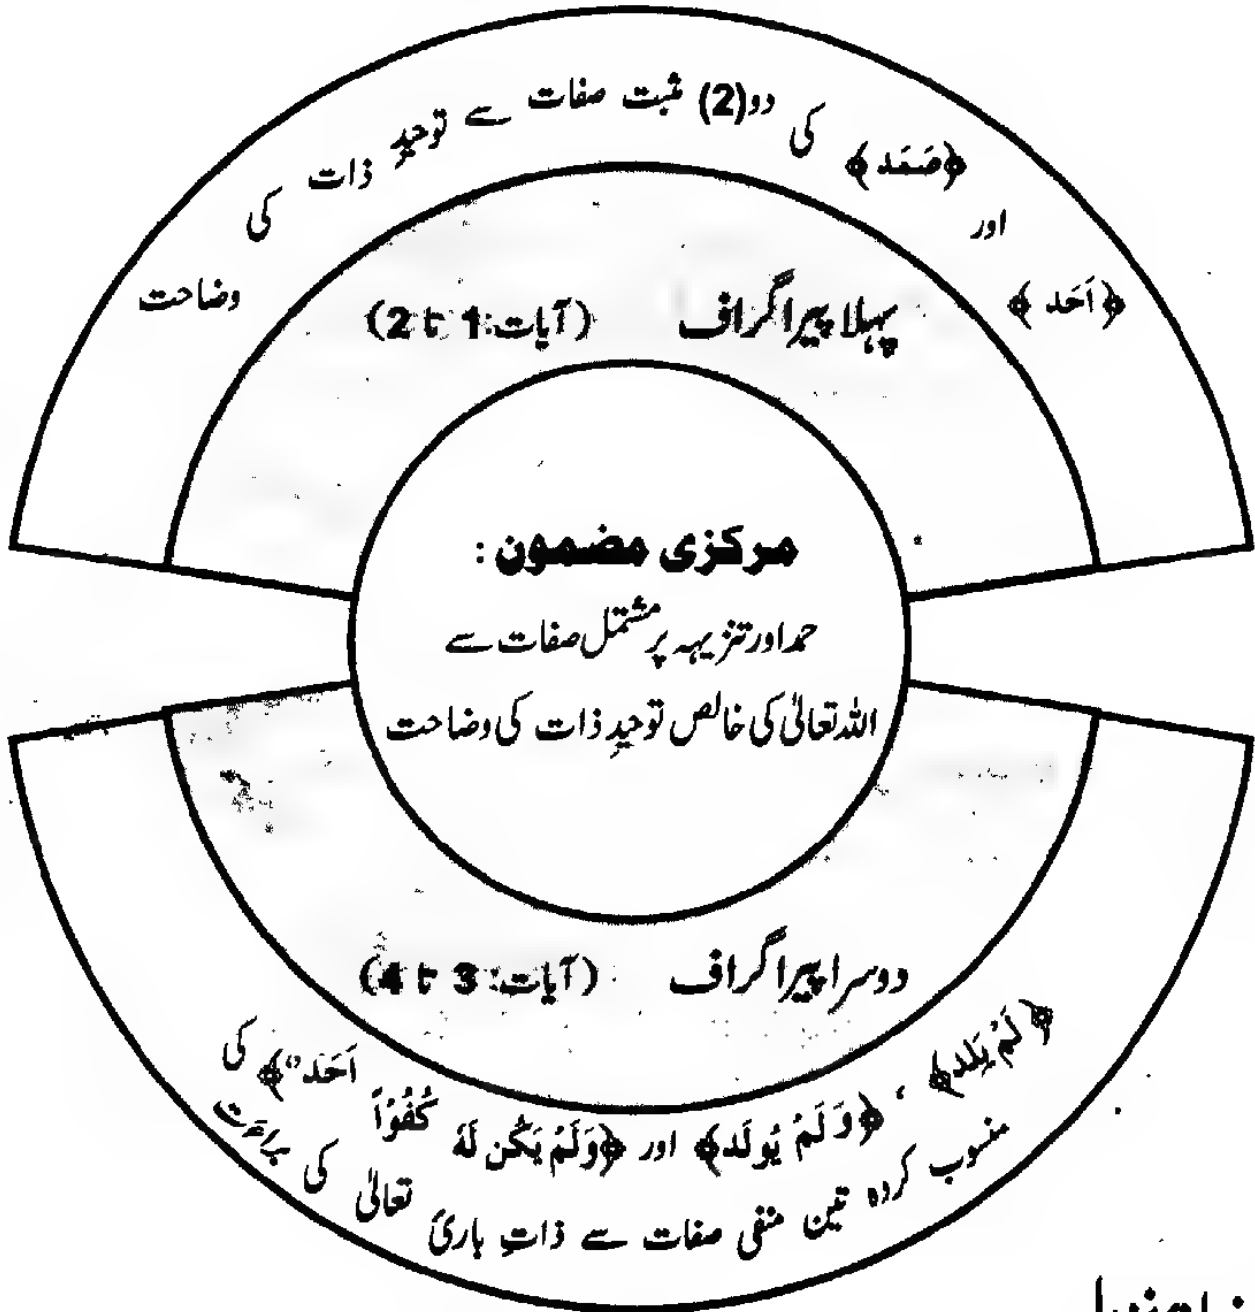 ﴿اَحَد﴾ اور ﴿صَمَد﴾ کی دو(2) مثبت صفات سے توحیدِ ذات کی وضاحت
پہلا پیراگراف (آیات:1 تا 2)
مرکزی مضمون :
حمد اور تنزیہہ پر مشتمل صفات سے
اللہ تعالیٰ کی خالص توحیدِ ذات کی وضاحت
دوسرا پیراگراف (آیات: 3 تا 4)
﴿لَمْ يَلِد﴾ ، ﴿وَلَمْ يُولَد﴾ اور ﴿وَلَمْ يَكُن لَهُ كُفُوًا اَحَد''﴾ کی
منسوب کردہ تین منفی صفات سے ذاتِ باریٔ تعالیٰ کی براءَت